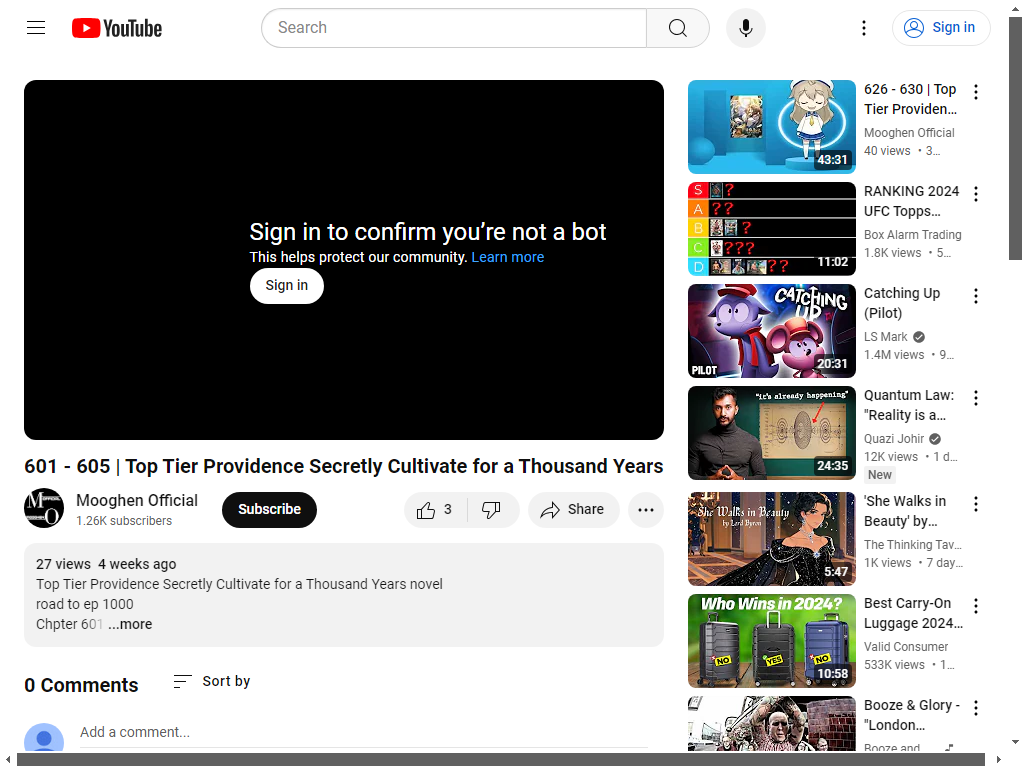 YouTube
Search
Sign in
Sign in to confirm you’re not a bot
This helps protect our community. Learn more
Sign in
601 - 605 | Top Tier Providence Secretly Cultivate for a Thousand Years
Mooghen Official
1.26K subscribers
Subscribe
3
Share
27 views 4 weeks ago
Top Tier Providence Secretly Cultivate for a Thousand Years novel
road to ep 1000
Chpter 601 ...more
0 Comments
Sort by
Add a comment...
43:31
626 - 630 | Top
Tier Providen...
Mooghen Official
40 views • 3...
S ?
A ??
B ?
C ???
D ??
11:02
RANKING 2024
UFC Topps...
Box Alarm Trading
1.8K views • 5...
CATCHING
UP
PILOT
20:31
Catching Up
(Pilot)
LS Mark
1.4M views • 9...
"it's already happening"
24:35
Quantum Law:
"Reality is a...
Quazi Johir
12K views • 1 d...
New
She Walks in Beauty
by Lord Byron
5:47
'She Walks in
Beauty' by...
The Thinking Tav...
1K views • 7 day...
Who Wins in 2024?
NO
YES
NO
10:58
Best Carry-On
Luggage 2024...
Valid Consumer
533K views • 1...
Booze & Glory -
"London...
Booze and